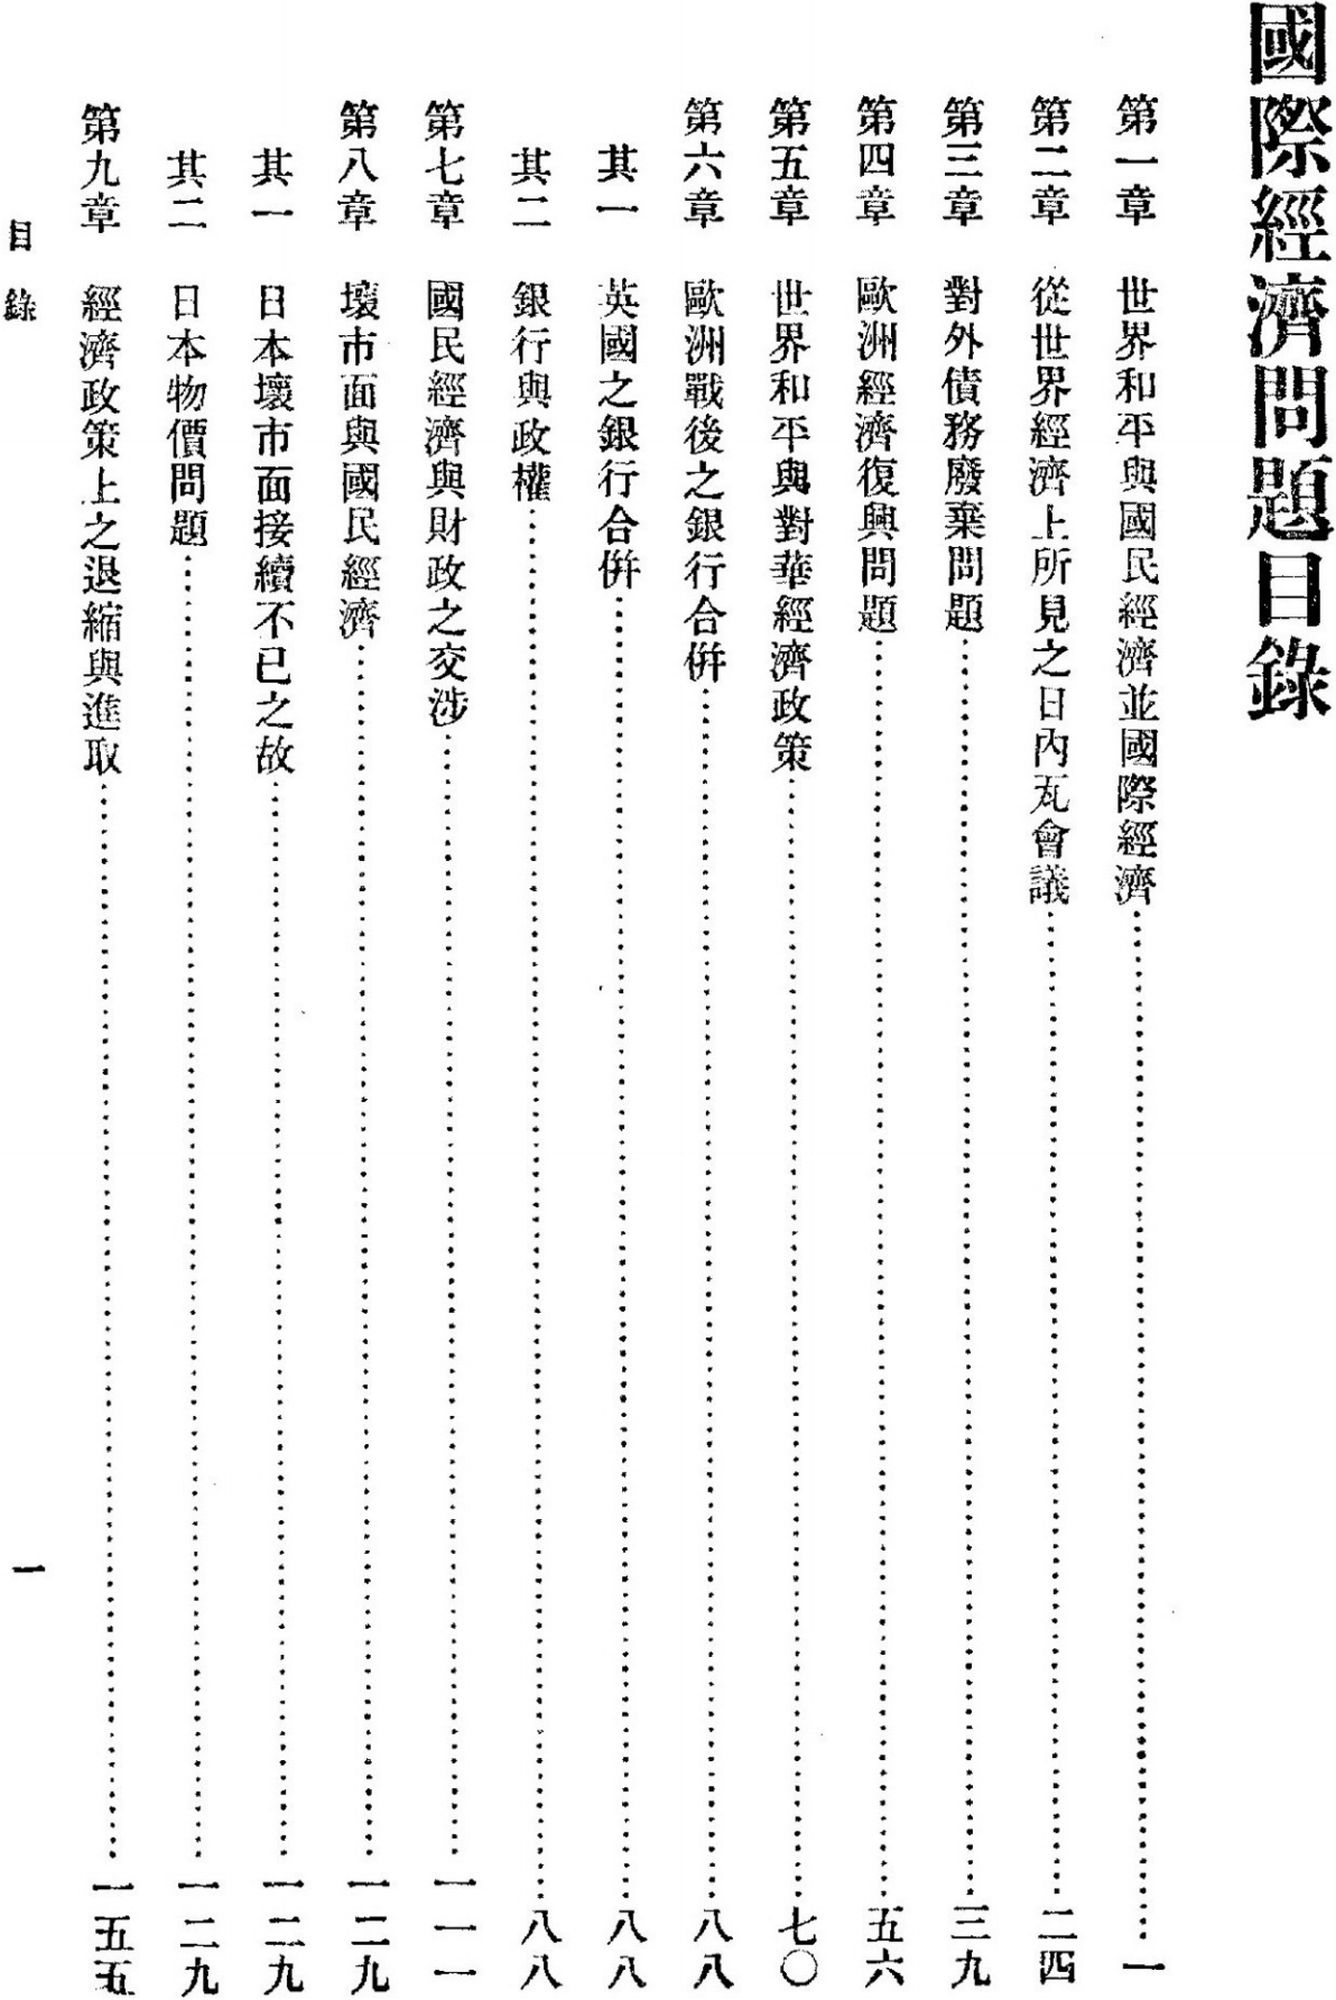 國際經濟問題目錄
第一章　世界和平與國民經濟並國際經濟……一
第二章　從世界經濟上所見之日內瓦會議……二四
第三章　對外債務廢棄問題……三九
第四章　歐洲經濟復興問題……五六
第五章　世界和平與對華經濟政策……七〇
第六章　歐洲戰後之銀行合併……八八
其一　英國之銀行合併……八八
其二　銀行與政權……八八
第七章　國民經濟與財政之交涉……一一一
第八章　壞市面與國民經濟……一二九
其一　日本壞市面接續不已之故……一二九
其二　日本物價問題……一二九
第九章　經濟政策上之退縮與進取……一五五
目錄　一